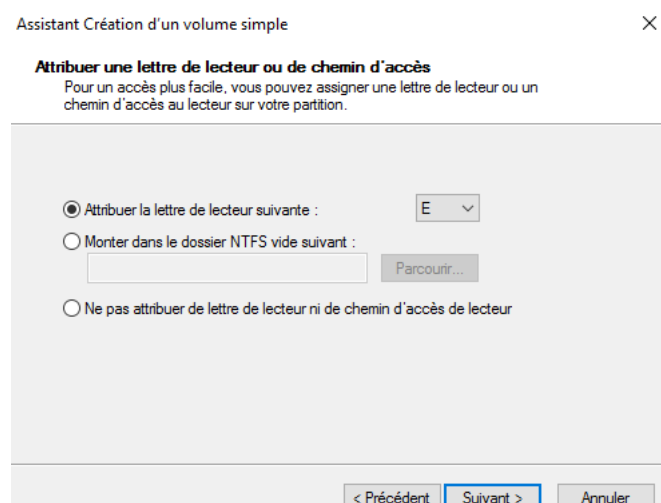 Assistant Création d'un volume simple
Attribuer une lettre de lecteur ou de chemin d'accès
Pour un accès plus facile, vous pouvez assigner une lettre de lecteur ou un
chemin d'accès au lecteur sur votre partition.
Attribuer la lettre de lecteur suivante : E
Monter dans le dossier NTFS vide suivant :
Parcourir...
Ne pas attribuer de lettre de lecteur ni de chemin d'accès de lecteur
< Précédent Suivant > Annuler